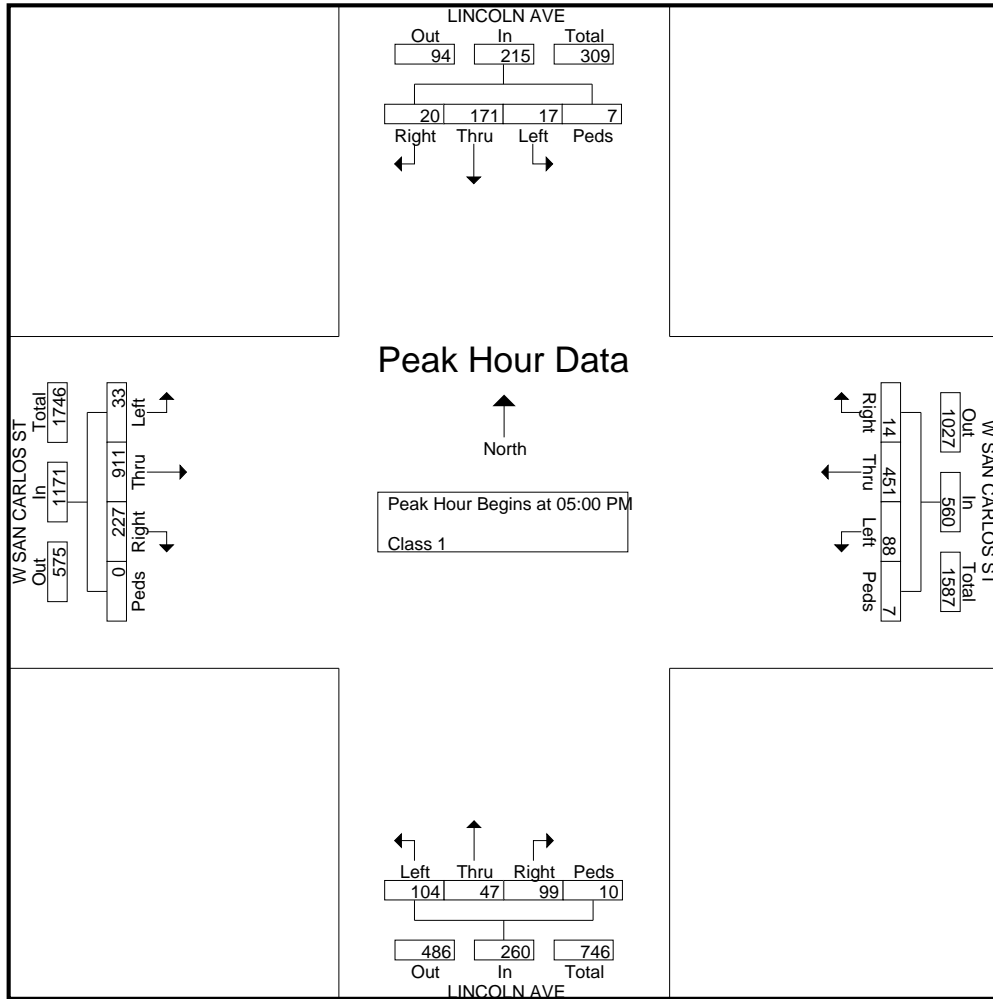 LINCOLN AVE
Out In Total
94 215 309
20 171 17 7
Right Thru Left Peds
Peak Hour Data
North
Peak Hour Begins at 05:00 PM
Class 1
W SAN CARLOS ST
Total In Out
1746 1171 575
33 911 227 0
Left Thru Right Peds
W SAN CARLOS ST
Out In Total
1027 560 1587
14 451 88 7
Right Thru Left Peds
Left Thru Right Peds
104 47 99 10
486 260 746
Out In Total
LINCOLN AVE